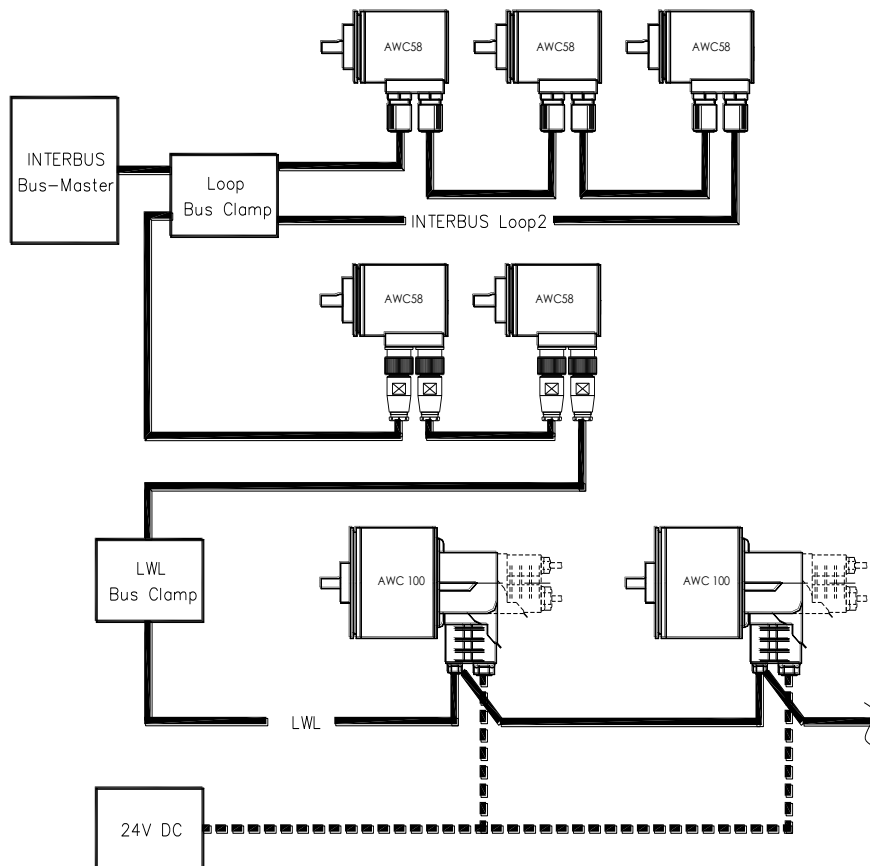 AWC58
AWC58
AWC58
INTERBUS
Bus-Master
Loop
Bus Clamp
INTERBUS Loop2
AWC58
AWC58
LWL
Bus Clamp
AWC 100
AWC 100
LWL
24V DC